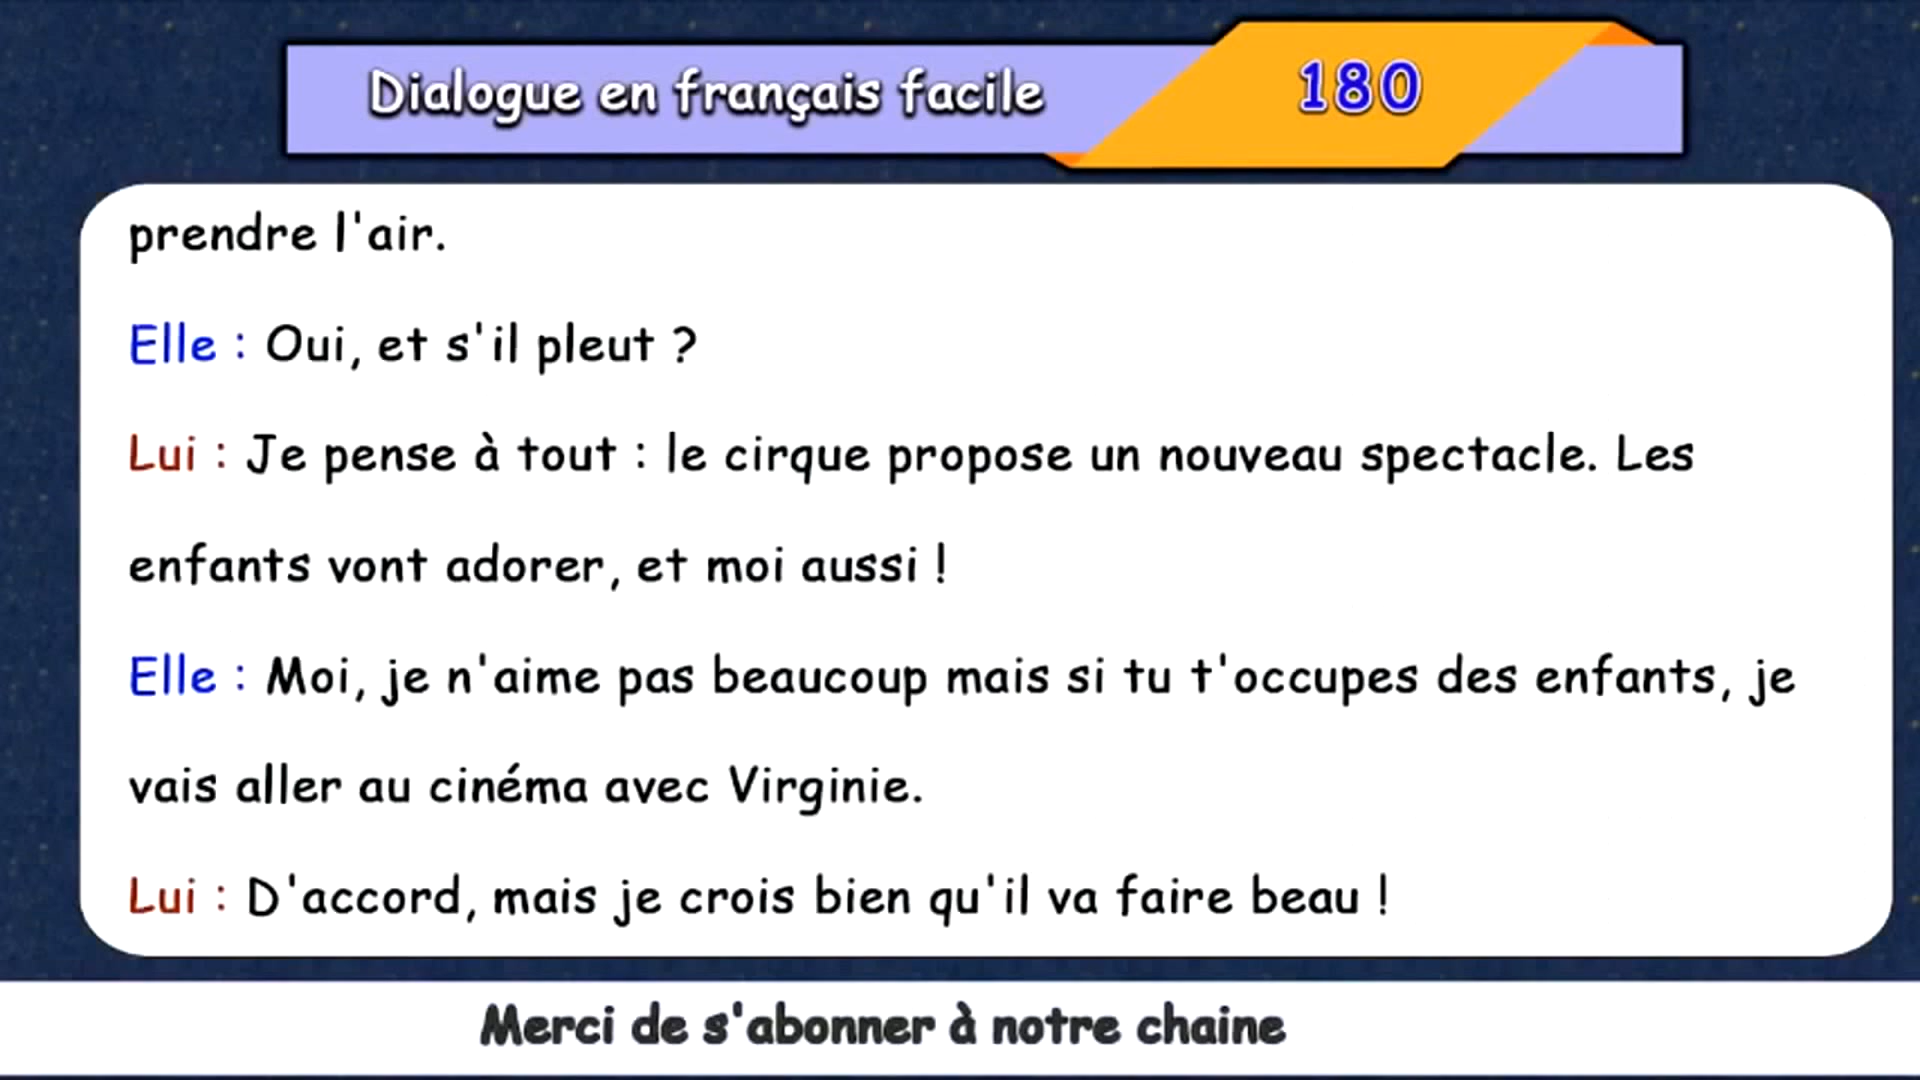 Dialogue en français facile
180
prendre l'air.
Elle : Oui, et s'il pleut ?
Lui : Je pense à tout : le cirque propose un nouveau spectacle. Les
enfants vont adorer, et moi aussi !
Elle : Moi, je n'aime pas beaucoup mais si tu t'occupes des enfants, je
vais aller au cinéma avec Virginie.
Lui : D'accord, mais je crois bien qu'il va faire beau !
Merci de s'abonner à notre chaine